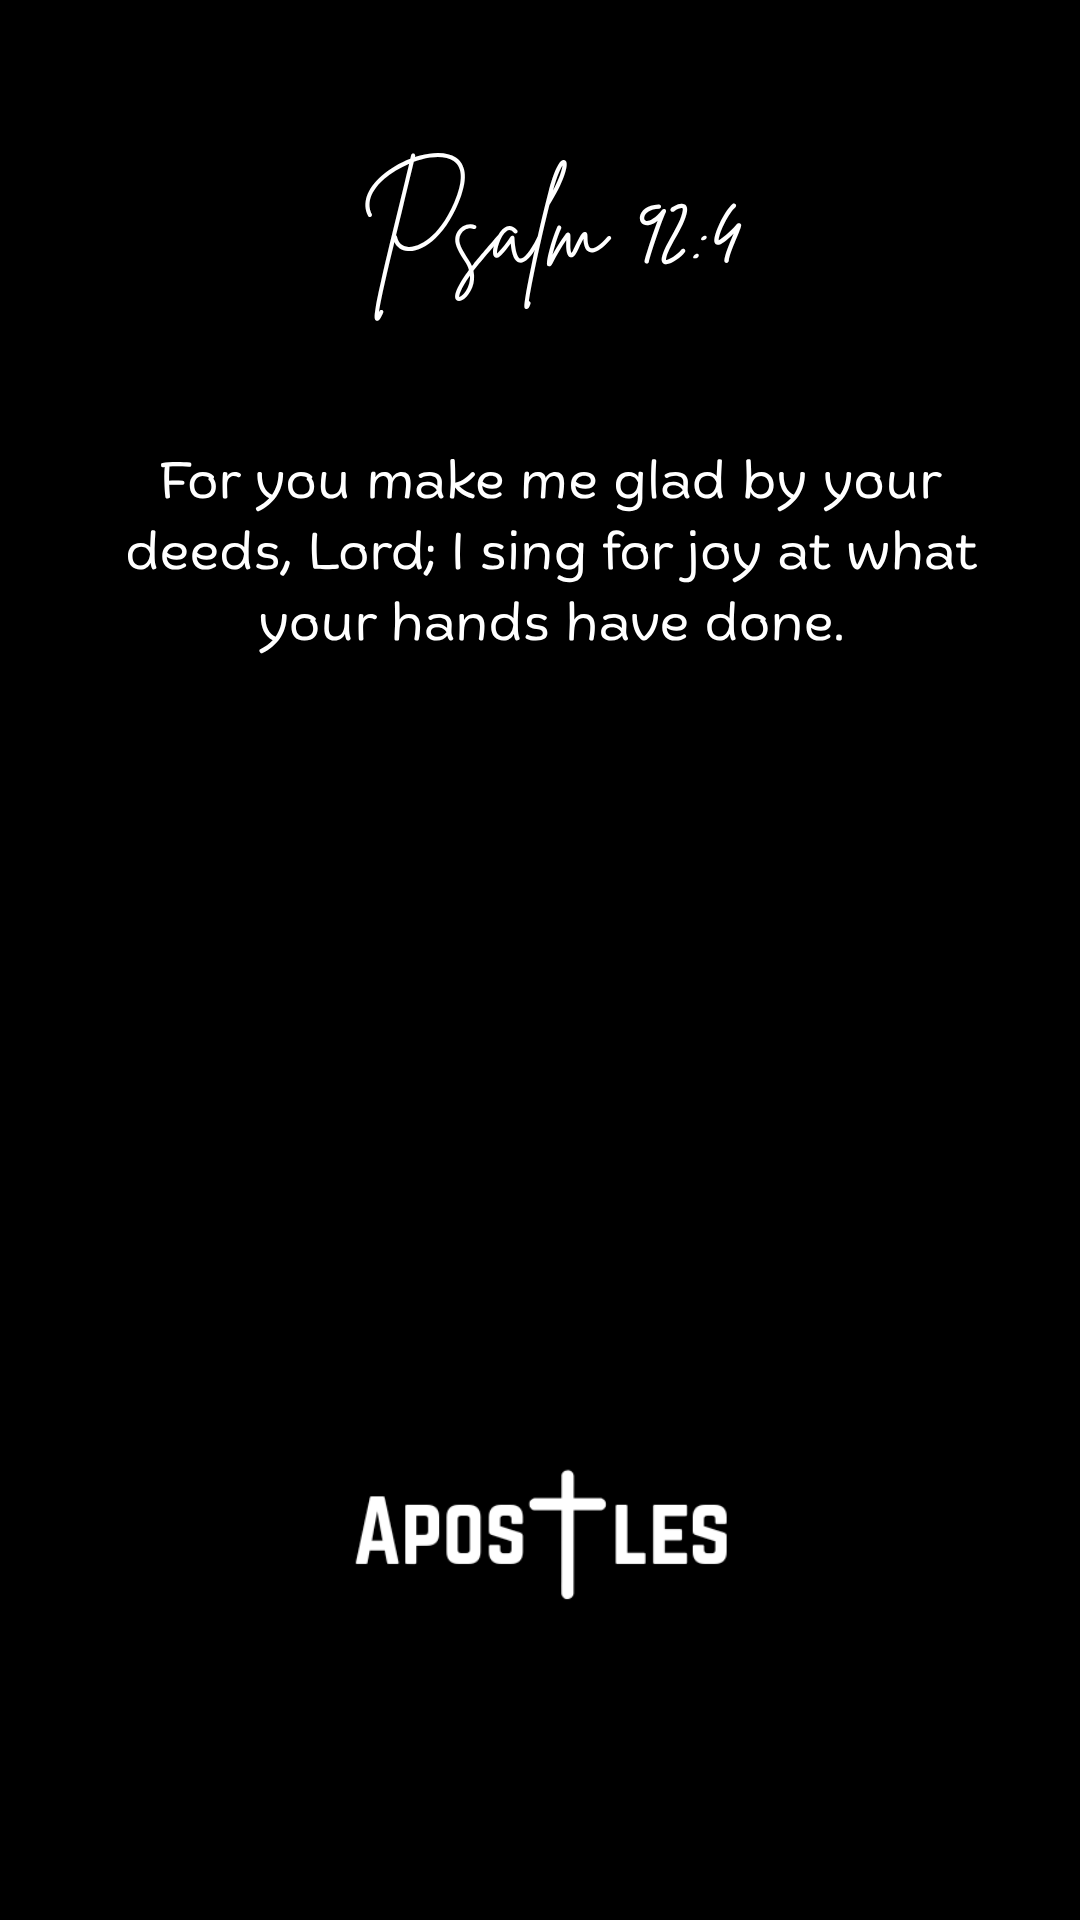 Psalm 92:4
For you make me glad by your
deeds, Lord; I sing for joy at what
your hands have done.
APOSTLES